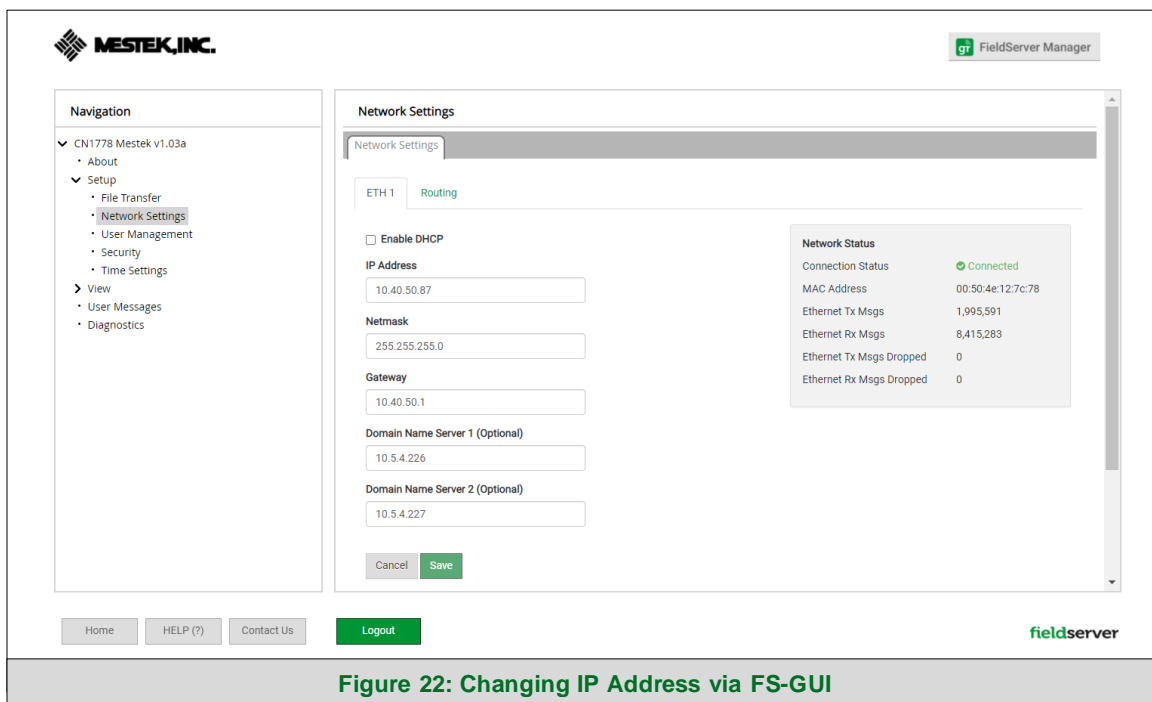 MESTEK, INC.
FieldServer Manager
Navigation
CN1778 Mestek v1.03a
About
Setup
File Transfer
Network Settings
User Management
Security
Time Settings
View
User Messages
Diagnostics
Network Settings
Network Settings
ETH 1 Routing
Enable DHCP
IP Address
10.40.50.87
Netmask
255.255.255.0
Gateway
10.40.50.1
Domain Name Server 1 (Optional)
10.5.4.226
Domain Name Server 2 (Optional)
10.5.4.227
Cancel Save
Network Status
Connection Status Connected
MAC Address 00:50:4e:12:7c:78
Ethernet Tx Msgs 1,995,591
Ethernet Rx Msgs 8,415,283
Ethernet Tx Msgs Dropped 0
Ethernet Rx Msgs Dropped 0
Home HELP (?) Contact Us Logout
fieldserver
Figure 22: Changing IP Address via FS-GUI